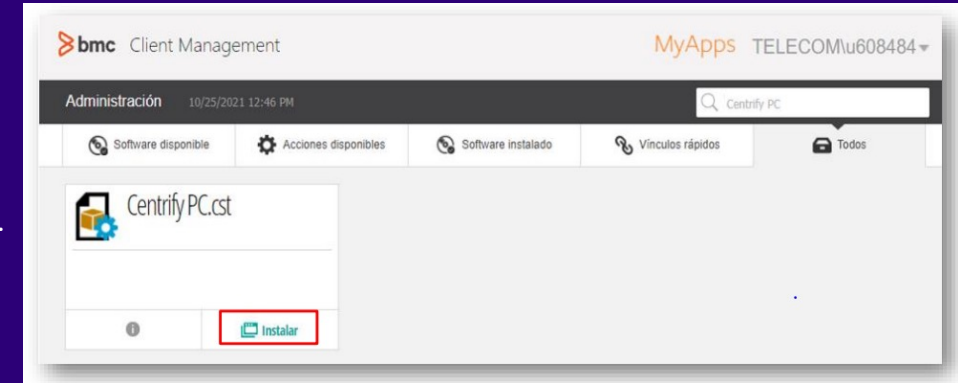 bmc Client Management
MyApps TELECOM\u608484
Administración 10/25/2021 12:46 PM
Centrify PC
Software disponible
Acciones disponibles
Software instalado
Vínculos rápidos
Todos
Centrify PC.cst
Instalar